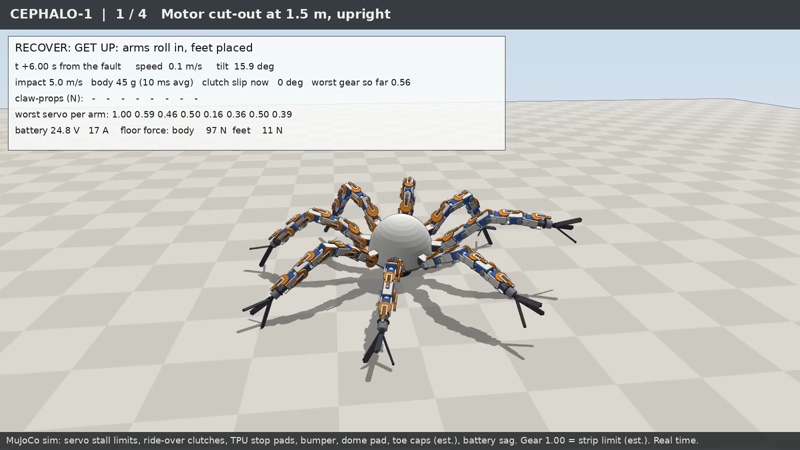 CEPHALO-1 | 1 / 4 Motor cut-out at 1.5 m, upright
RECOVER: GET UP: arms roll in, feet placed
t +6.00 s from the fault speed 0.1 m/s tilt 15.9 deg
impact 5.0 m/s body 45 g (10 ms avg) clutch slip now 0 deg worst gear so far 0.56
claw-props (N): - - - - - - - -
worst servo per arm: 1.00 0.59 0.46 0.50 0.16 0.36 0.50 0.39
battery 24.8 V 17 A floor force: body 97 N feet 11 N
MuJoCo sim: servo stall limits, ride-over clutches, TPU stop pads, bumper, dome pad, toe caps (est.), battery sag. Gear 1.00 = strip limit (est.). Real time.